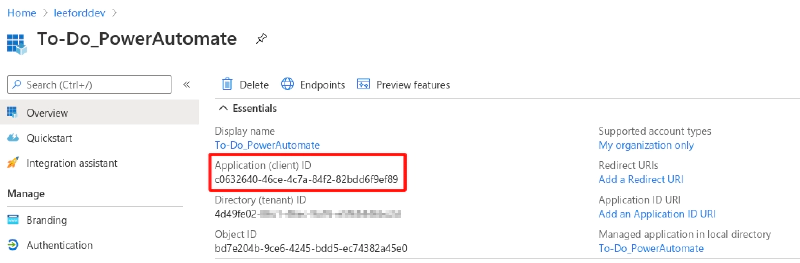 Home > leeforddev >
To-Do_PowerAutomate
Search (Ctrl+/) «
Overview
Quickstart
Integration assistant
Manage
Branding
Authentication
Delete Endpoints Preview features
Essentials
Display name
To-Do_PowerAutomate
Application (client) ID
c0632640-46ce-4c7a-84f2-82bdd6f9ef89
Directory (tenant) ID
4d49fe02-
Object ID
bd7e204b-9ce6-4245-bdd5-ec74382a45e0
Supported account types
My organization only
Redirect URIs
Add a Redirect URI
Application ID URI
Add an Application ID URI
Managed application in local directory
To-Do_PowerAutomate